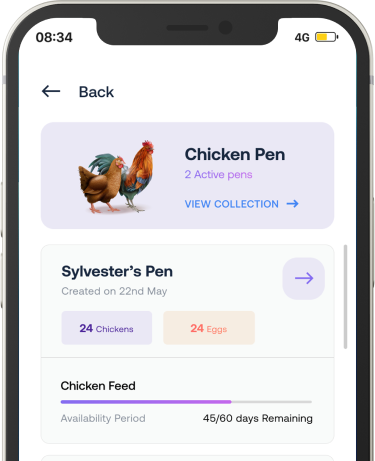 08:34
4G
Back
Chicken Pen
2 Active pens
VIEW COLLECTION
Sylvester's Pen
Created on 22nd May
24 Chickens
24 Eggs
Chicken Feed
Availability Period
45/60 days Remaining